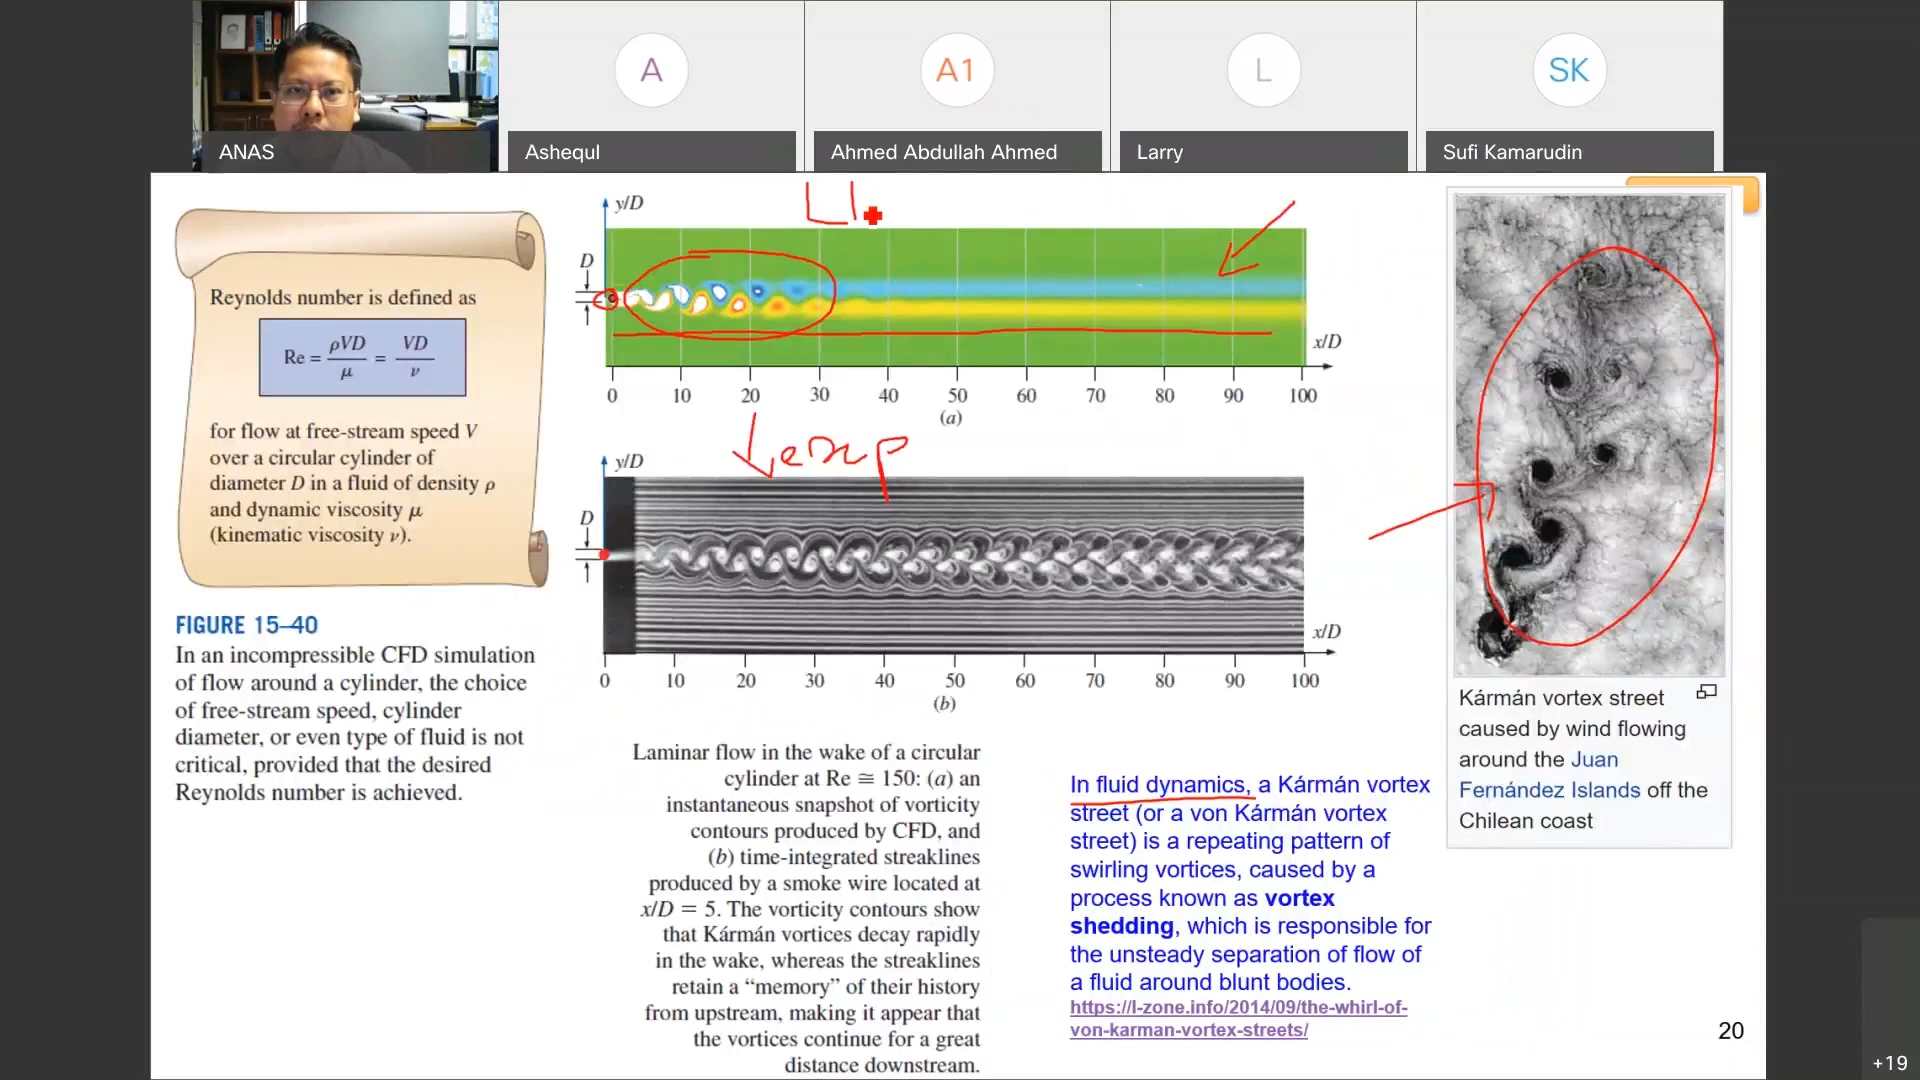 A
A1
L
SK
ANAS
Ashequl
Ahmed Abdullah Ahmed
Larry
Sufi Kamarudin
Reynolds number is defined as
Re = ρVD/μ = VD/ν
for flow at free-stream speed V
over a circular cylinder of
diameter D in a fluid of density ρ
and dynamic viscosity μ
(kinematic viscosity ν).
FIGURE 15–40
In an incompressible CFD simulation
of flow around a cylinder, the choice
of free-stream speed, cylinder
diameter, or even type of fluid is not
critical, provided that the desired
Reynolds number is achieved.
y/D
D
x/D
0 10 20 30 40 50 60 70 80 90 100
(a)
exp
y/D
D
x/D
0 10 20 30 40 50 60 70 80 90 100
(b)
Laminar flow in the wake of a circular
cylinder at Re ≅ 150: (a) an
instantaneous snapshot of vorticity
contours produced by CFD, and
(b) time-integrated streaklines
produced by a smoke wire located at
x/D = 5. The vorticity contours show
that Kármán vortices decay rapidly
in the wake, whereas the streaklines
retain a “memory” of their history
from upstream, making it appear that
the vortices continue for a great
distance downstream.
In fluid dynamics, a Kármán vortex
street (or a von Kármán vortex
street) is a repeating pattern of
swirling vortices, caused by a
process known as vortex
shedding, which is responsible for
the unsteady separation of flow of
a fluid around blunt bodies.
https://l-zone.info/2014/09/the-whirl-of-
von-karman-vortex-streets/
Kármán vortex street
caused by wind flowing
around the Juan
Fernández Islands off the
Chilean coast
20
+19